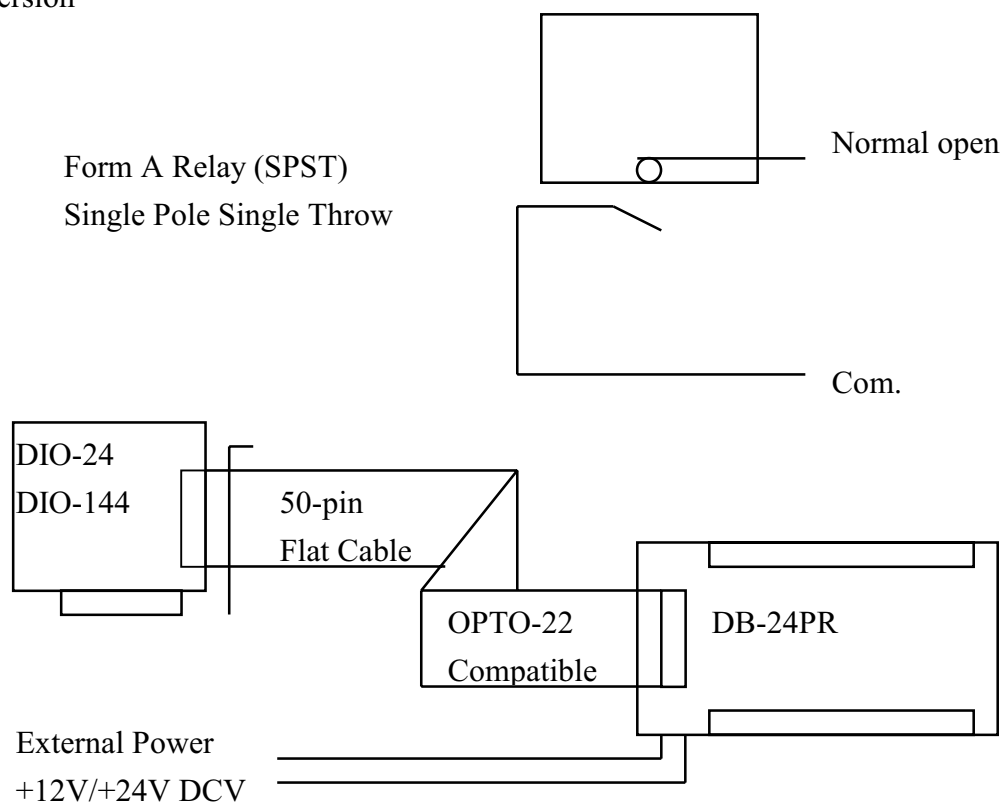 Normal open
Form A Relay (SPST)
Single Pole Single Throw
Com.
DIO-24
DIO-144
50-pin
Flat Cable
OPTO-22
Compatible
DB-24PR
External Power
+12V/+24V DCV